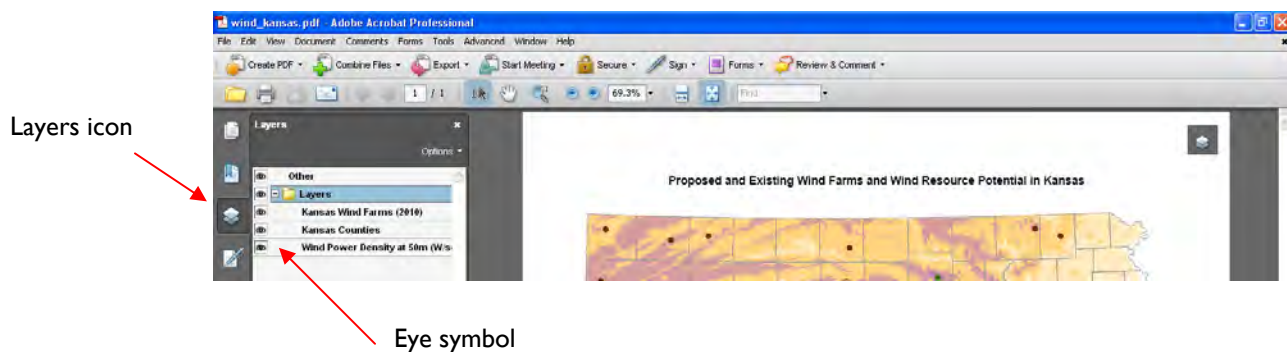 wind_kansas.pdf - Adobe Acrobat Professional
File Edit View Document Comments Forms Tools Advanced Window Help
Create PDF Combine Files Export Start Meeting Secure Sign Forms Review & Comment
1 / 1 69.3% Find
Layers icon
Layers
Options
Other
Layers
Kansas Wind Farms (2010)
Kansas Counties
Wind Power Density at 50m (W/s
Proposed and Existing Wind Farms and Wind Resource Potential in Kansas
Eye symbol